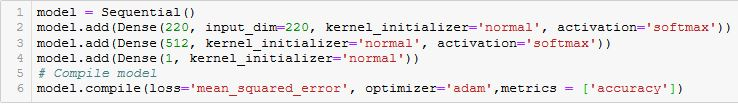 1 model = Sequential()
2 model.add(Dense(220, input_dim=220, kernel_initializer='normal', activation='softmax'))
3 model.add(Dense(512, kernel_initializer='normal', activation='softmax'))
4 model.add(Dense(1, kernel_initializer='normal'))
5 # Compile model
6 model.compile(loss='mean_squared_error', optimizer='adam',metrics = ['accuracy'])